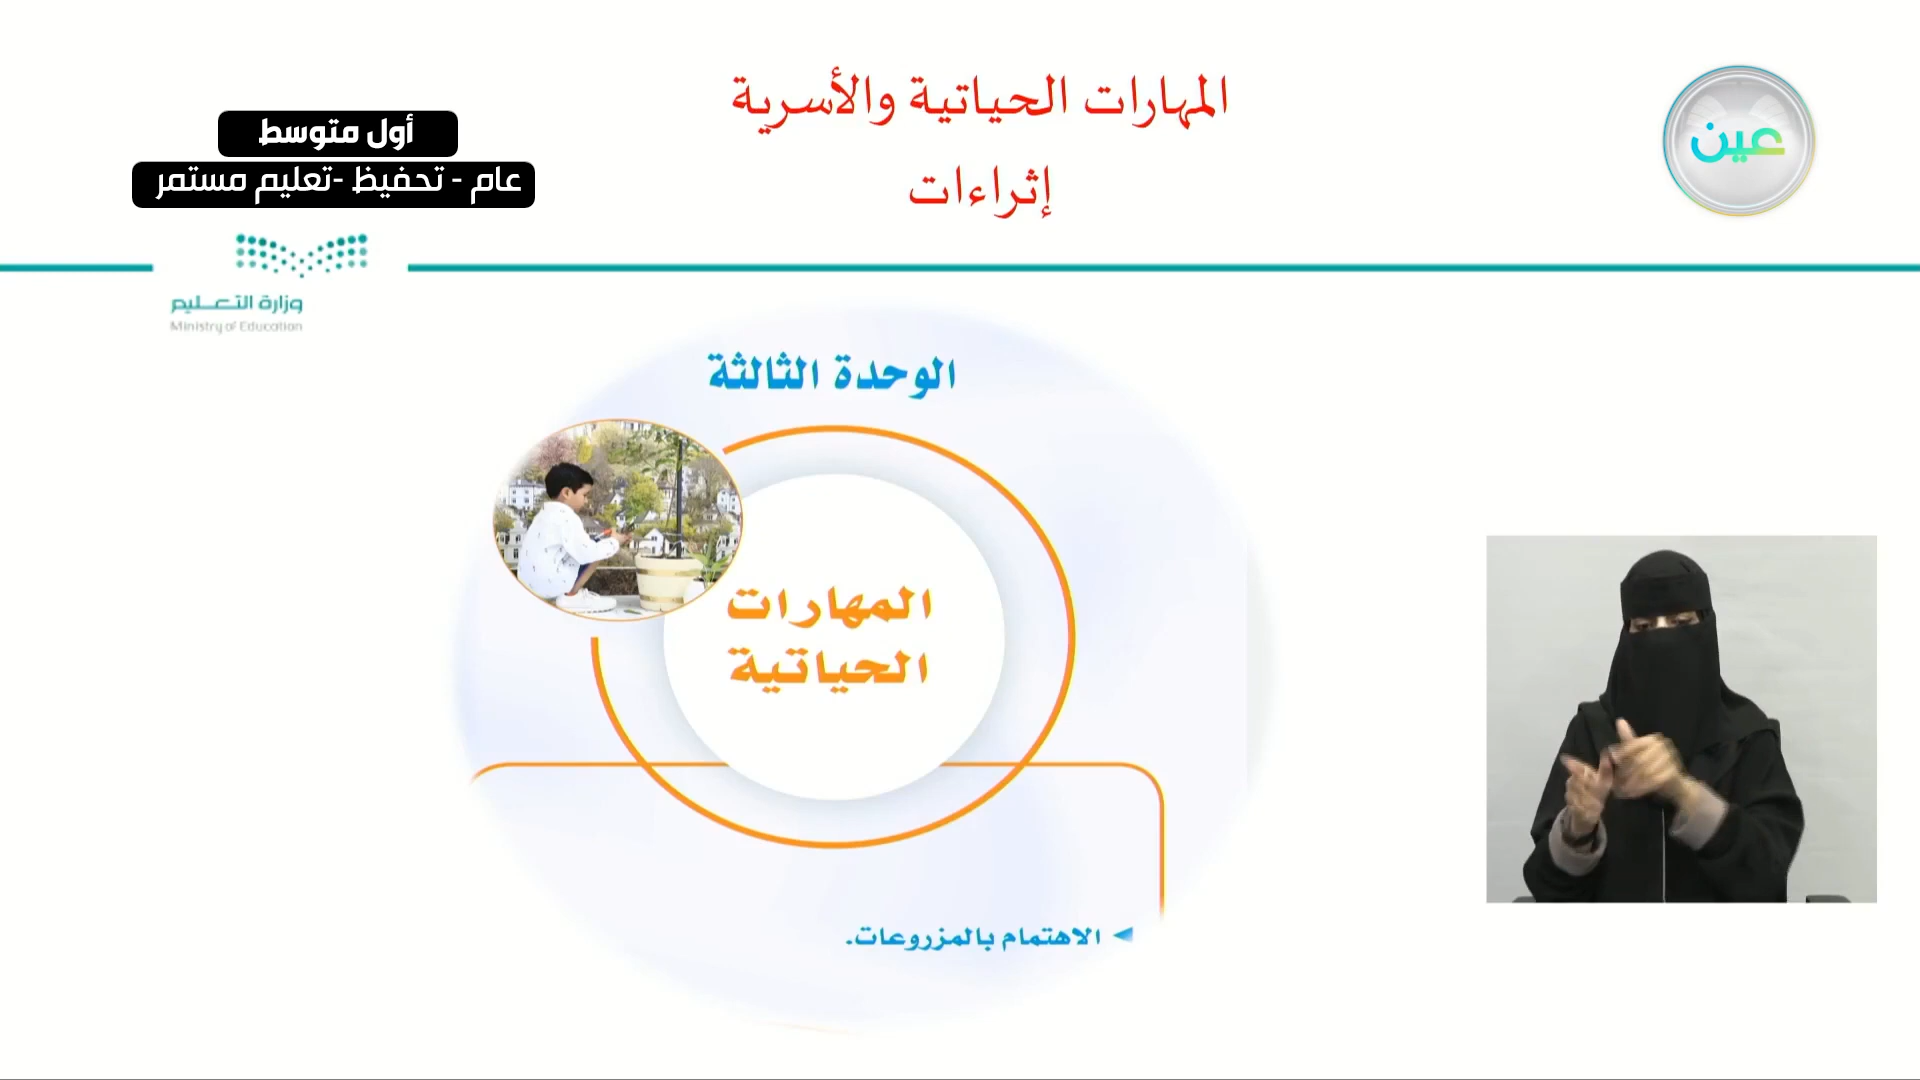 المهارات الحياتية والأسرية
إثراءات
عين
أول متوسط
عام - تحفيظ -تعليم مستمر
وزارة التعليم
Ministry of Education
الوحدة الثالثة
المهارات
الحياتية
الاهتمام بالمزروعات.